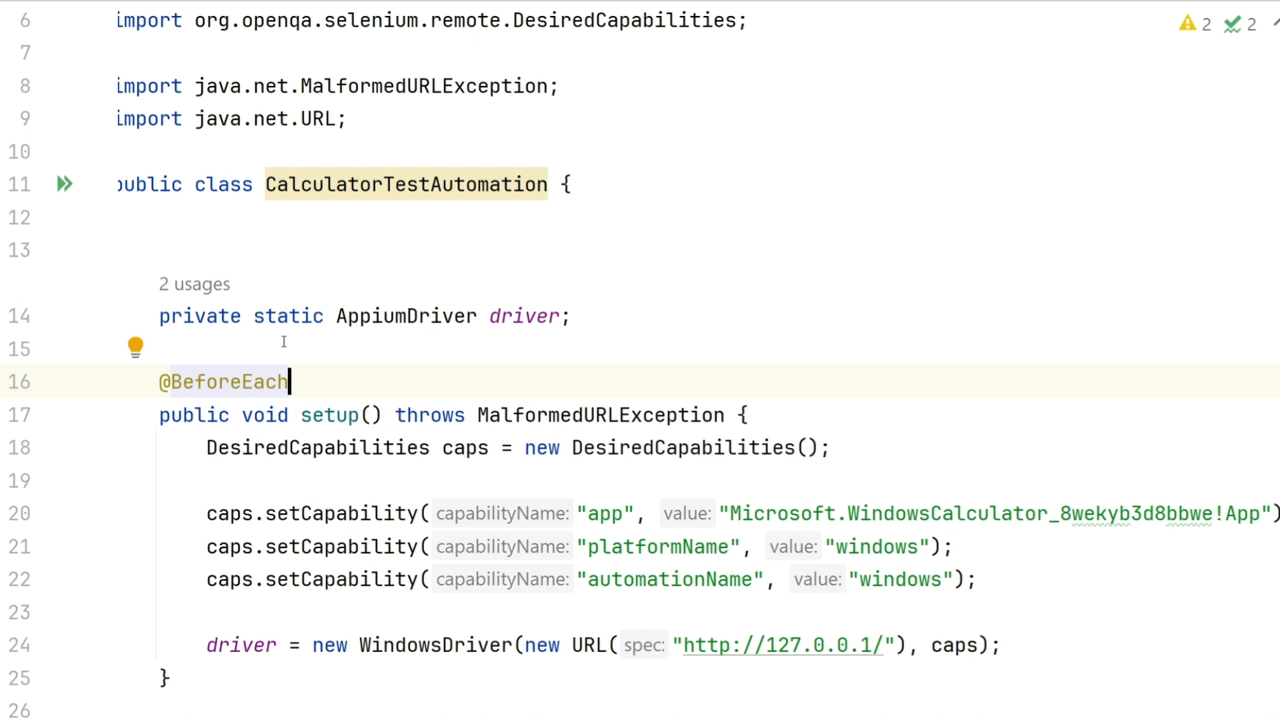 6 import org.openqa.selenium.remote.DesiredCapabilities;
2 2
7
8 import java.net.MalformedURLException;
9 import java.net.URL;
10
11 public class CalculatorTestAutomation {
12
13
2 usages
14 private static AppiumDriver driver;
15
16 @BeforeEach
17 public void setup() throws MalformedURLException {
18 DesiredCapabilities caps = new DesiredCapabilities();
19
20 caps.setCapability( capabilityName: "app", value: "Microsoft.WindowsCalculator_8wekyb3d8bbwe!App")
21 caps.setCapability( capabilityName: "platformName", value: "windows");
22 caps.setCapability( capabilityName: "automationName", value: "windows");
23
24 driver = new WindowsDriver(new URL( spec: "http://127.0.0.1/"), caps);
25 }
26